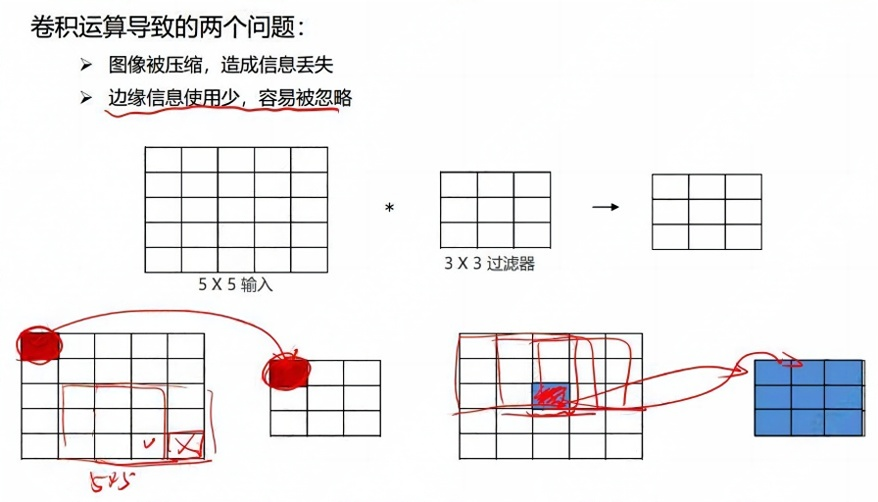 卷积运算导致的两个问题：
➢ 图像被压缩，造成信息丢失
➢ 边缘信息使用少，容易被忽略
*
→
5 X 5 输入
3 X 3 过滤器
5×5